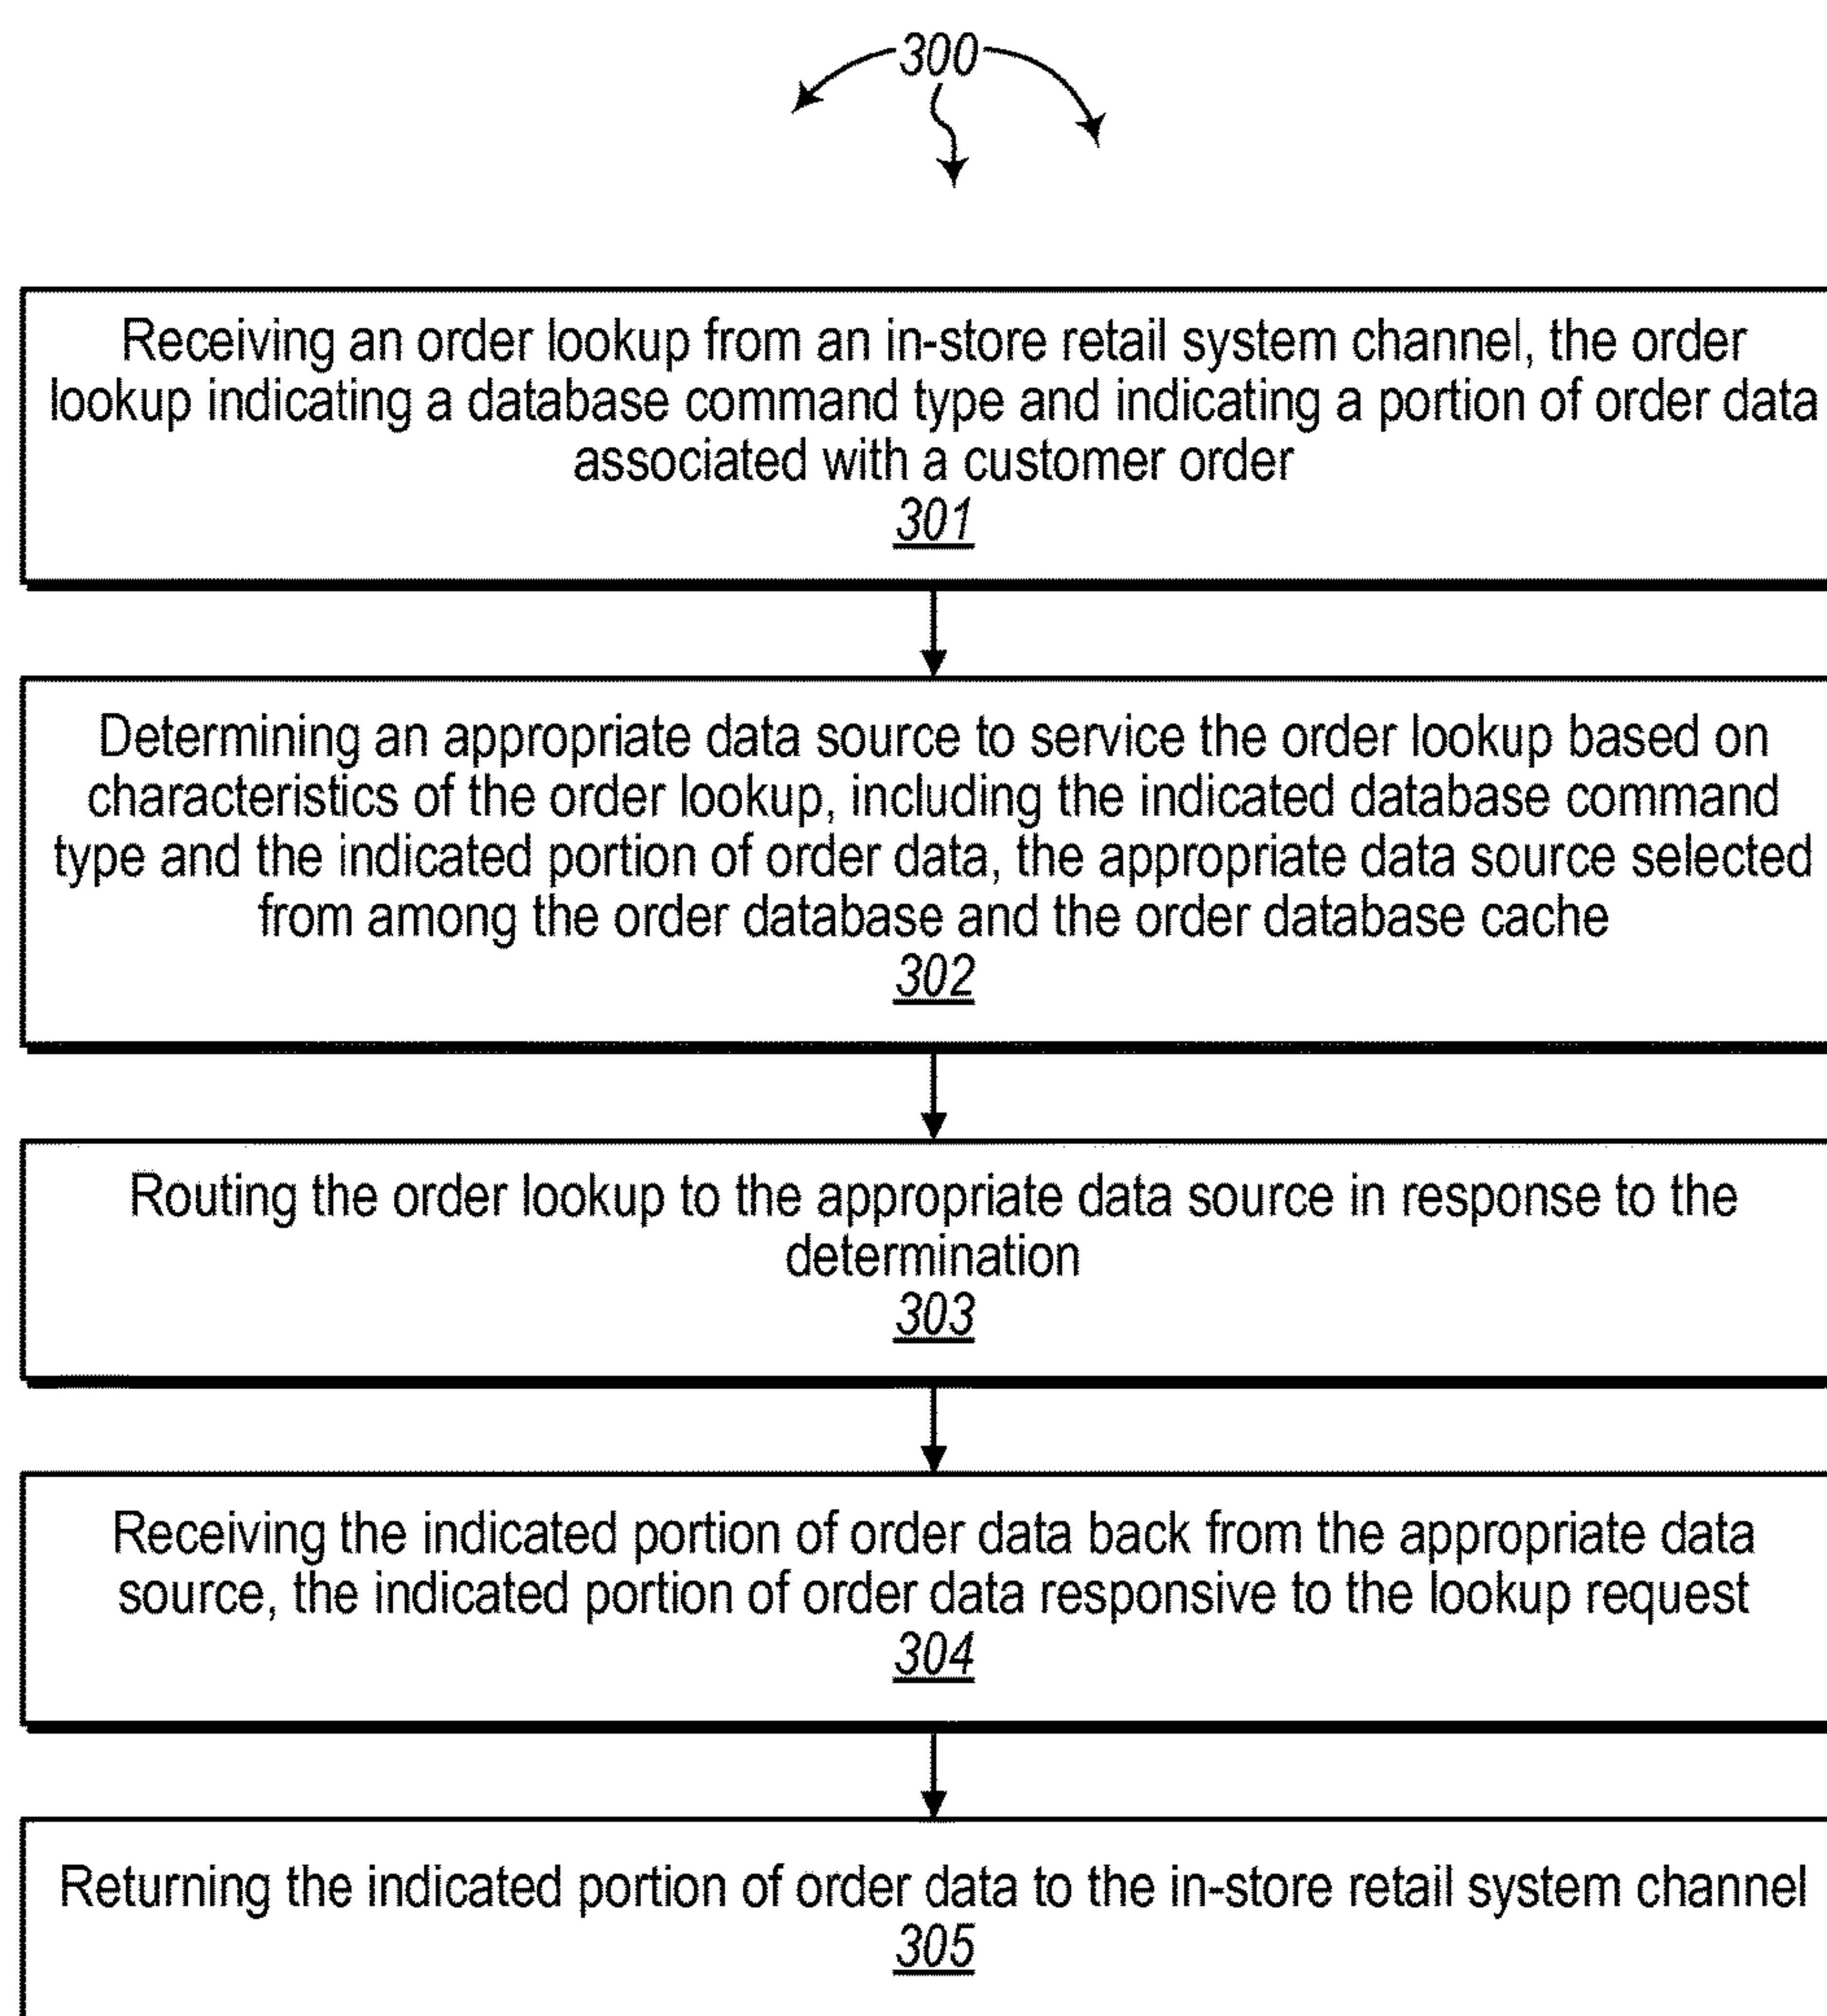 300
Receiving an order lookup from an in-store retail system channel, the order
lookup indicating a database command type and indicating a portion of order data
associated with a customer order
301
Determining an appropriate data source to service the order lookup based on
characteristics of the order lookup, including the indicated database command
type and the indicated portion of order data, the appropriate data source selected
from among the order database and the order database cache
302
Routing the order lookup to the appropriate data source in response to the
determination
303
Receiving the indicated portion of order data back from the appropriate data
source, the indicated portion of order data responsive to the lookup request
304
Returning the indicated portion of order data to the in-store retail system channel
305